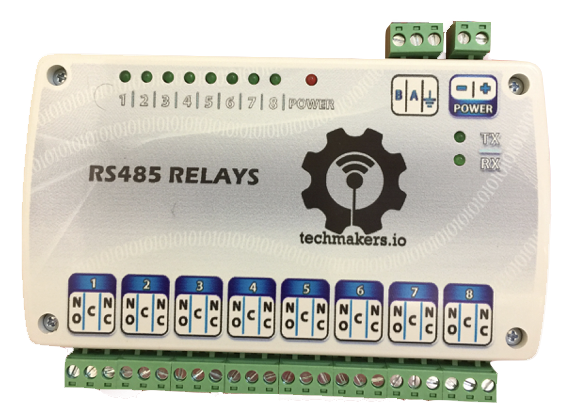 1|2|3|4|5|6|7|8|POWER
B A
- +
POWER
TX
RX
RS485 RELAYS
techmakers.io
1 2 3 4 5 6 7 8
NO C NC NO C NC NO C NC NO C NC NO C NC NO C NC NO C NC NO C NC